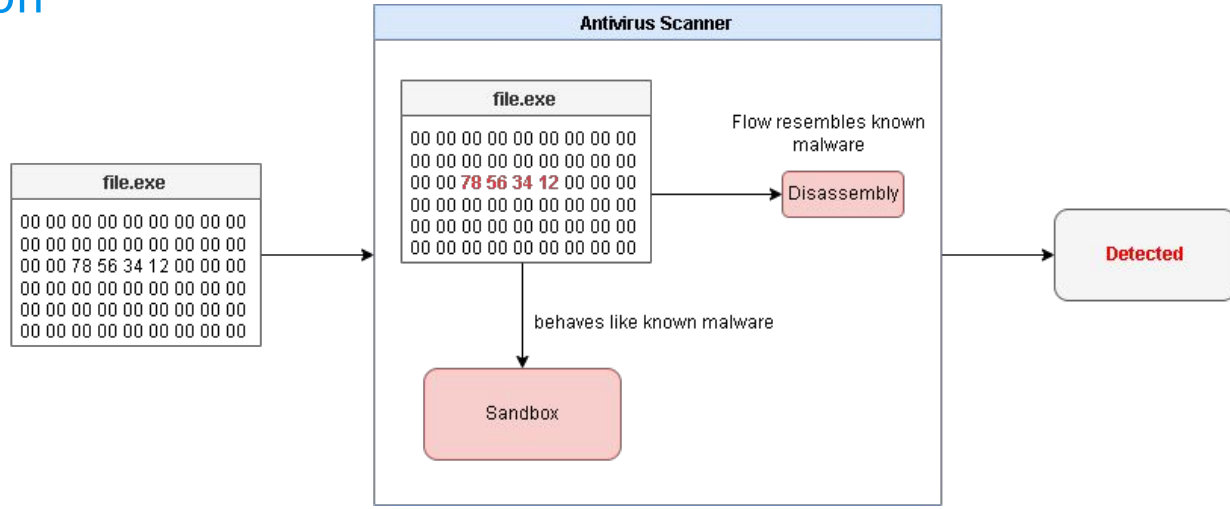 on
Antivirus Scanner
file.exe
00 00 00 00 00 00 00 00 00
00 00 00 00 00 00 00 00 00
00 00 78 56 34 12 00 00 00
00 00 00 00 00 00 00 00 00
00 00 00 00 00 00 00 00 00
00 00 00 00 00 00 00 00 00
file.exe
00 00 00 00 00 00 00 00 00
00 00 00 00 00 00 00 00 00
00 00 78 56 34 12 00 00 00
00 00 00 00 00 00 00 00 00
00 00 00 00 00 00 00 00 00
00 00 00 00 00 00 00 00 00
Flow resembles known
malware
Disassembly
behaves like known malware
Sandbox
Detected